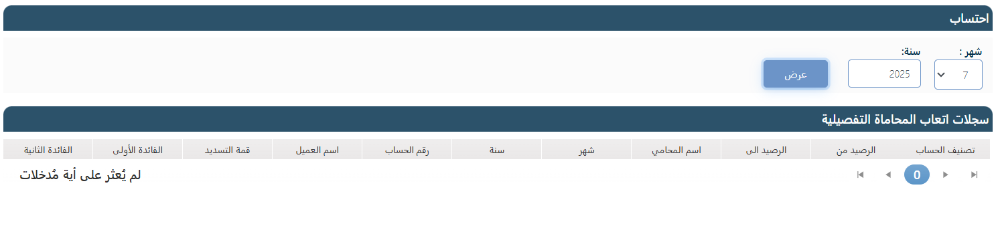 احتساب
شهر : سنة:
7 2025 عرض
سجلات اتعاب المحاماة التفصيلية
تصنيف الحساب الرصيد من الرصيد الى اسم المحامي شهر سنة رقم الحساب اسم العميل قمة التسديد الفائدة الأولى الفائدة الثانية
0 لم يُعثر على أية مُدخلات